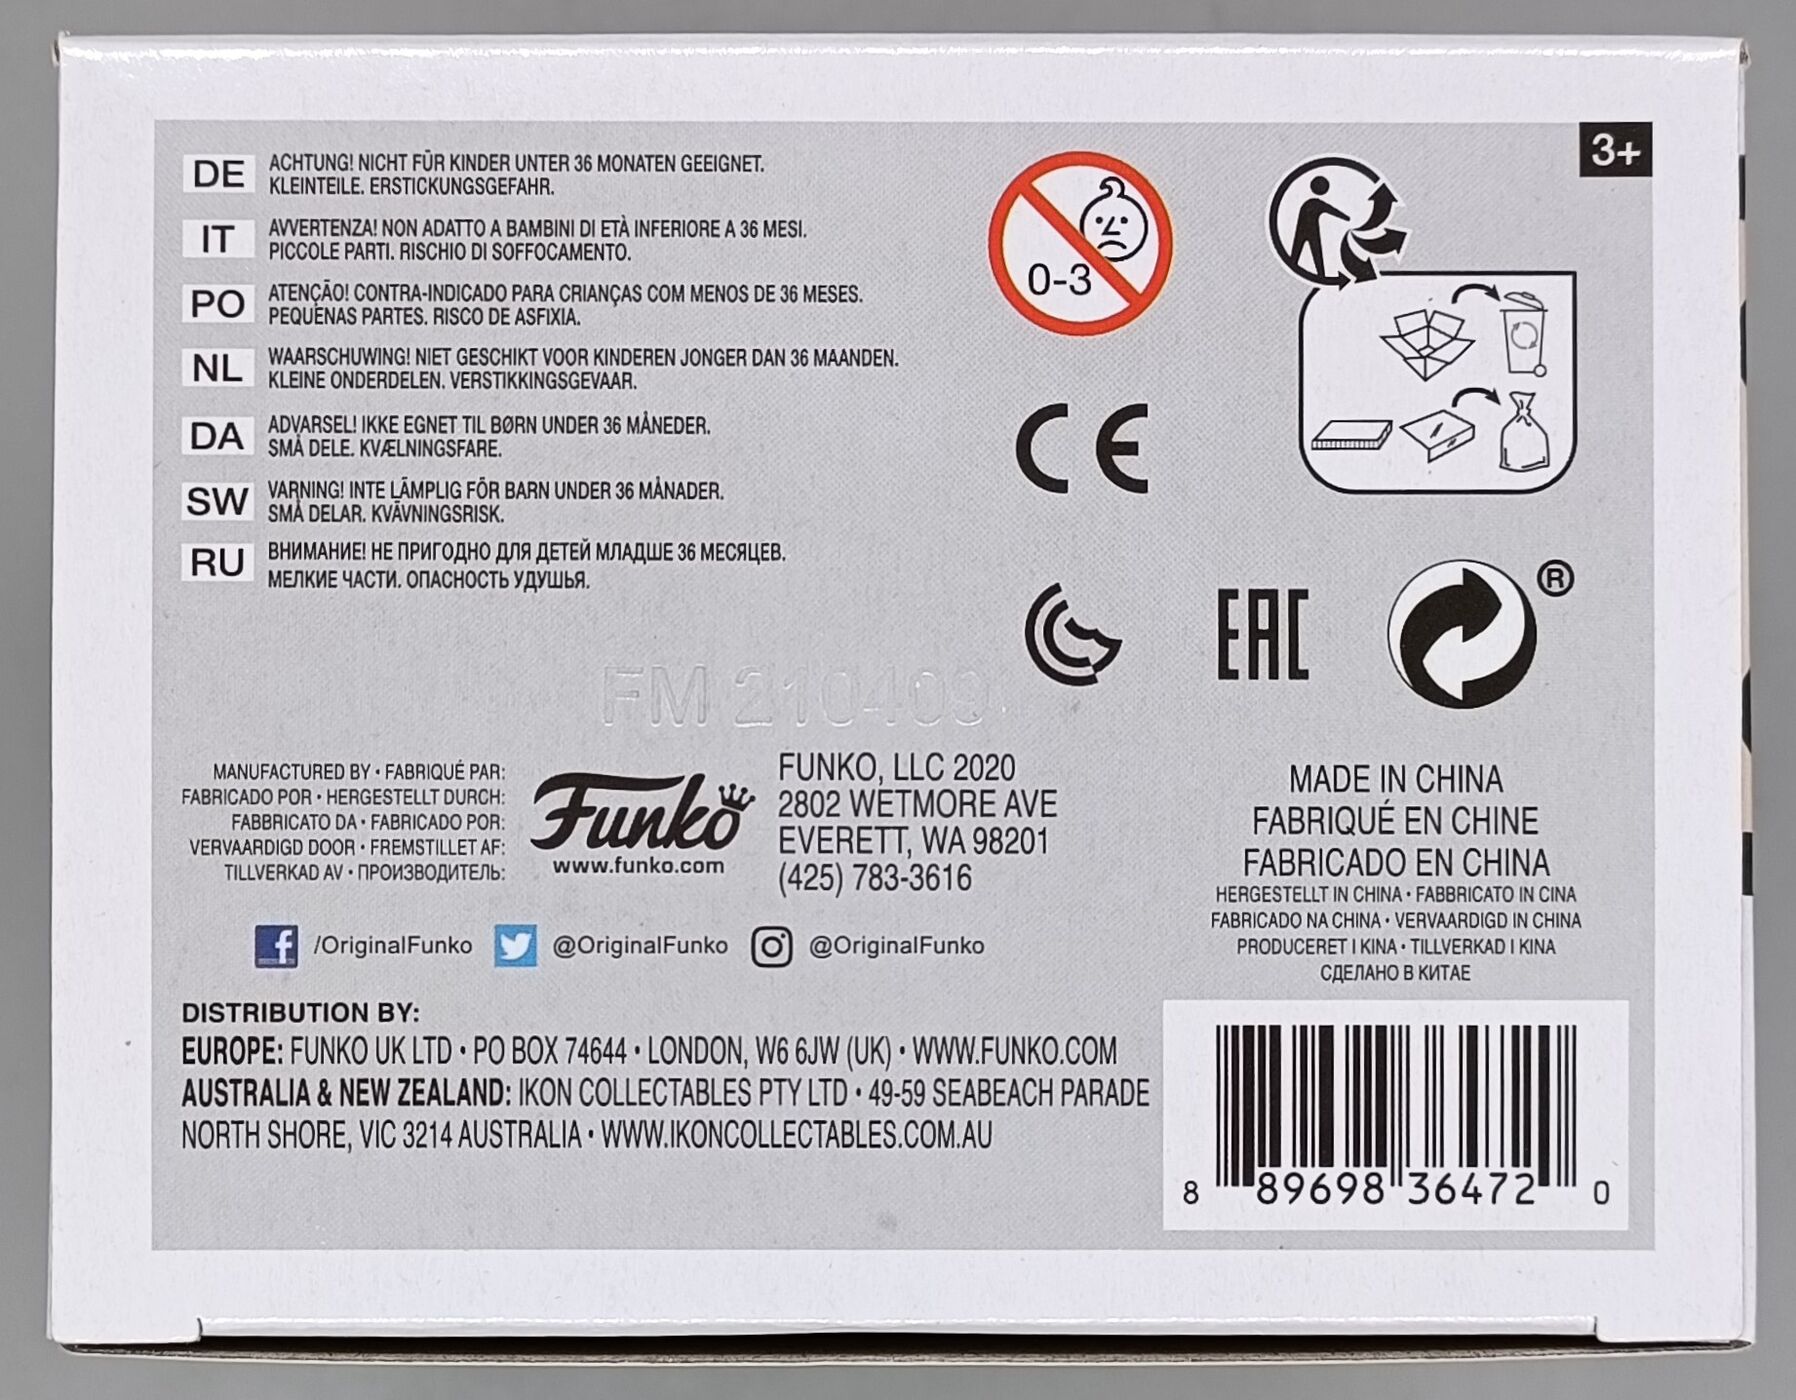 3+
DE ACHTUNG! NICHT FÜR KINDER UNTER 36 MONATEN GEEIGNET.
KLEINTEILE. ERSTICKUNGSGEFAHR.
IT AVVERTENZA! NON ADATTO A BAMBINI DI ETÀ INFERIORE A 36 MESI.
PICCOLE PARTI. RISCHIO DI SOFFOCAMENTO.
PO ATENÇÃO! CONTRA-INDICADO PARA CRIANÇAS COM MENOS DE 36 MESES.
PEQUENAS PARTES. RISCO DE ASFIXIA.
NL WAARSCHUWING! NIET GESCHIKT VOOR KINDEREN JONGER DAN 36 MAANDEN.
KLEINE ONDERDELEN. VERSTIKKINGSGEVAAR.
DA ADVARSEL! IKKE EGNET TIL BØRN UNDER 36 MÅNEDER.
SMÅ DELE. KVÆLNINGSFARE.
SW VARNING! INTE LÄMPLIG FÖR BARN UNDER 36 MÅNADER.
SMÅ DELAR. KVÄVNINGSRISK.
RU ВНИМАНИЕ! НЕ ПРИГОДНО ДЛЯ ДЕТЕЙ МЛАДШЕ 36 МЕСЯЦЕВ.
МЕЛКИЕ ЧАСТИ. ОПАСНОСТЬ УДУШЬЯ.
0-3
CE
EAC
®
FM 210409
MANUFACTURED BY • FABRIQUÉ PAR:
FABRICADO POR • HERGESTELLT DURCH:
FABBRICATO DA • FABRICADO POR:
VERVAARDIGD DOOR • FREMSTILLET AF:
TILLVERKAD AV • ПРОИЗВОДИТЕЛЬ:
Funko
www.funko.com
FUNKO, LLC 2020
2802 WETMORE AVE
EVERETT, WA 98201
(425) 783-3616
MADE IN CHINA
FABRIQUÉ EN CHINE
FABRICADO EN CHINA
HERGESTELLT IN CHINA • FABBRICATO IN CINA
FABRICADO NA CHINA • VERVAARDIGD IN CHINA
PRODUCERET I KINA • TILLVERKAD I KINA
СДЕЛАНО В КИТАЕ
f /OriginalFunko @OriginalFunko @OriginalFunko
DISTRIBUTION BY:
EUROPE: FUNKO UK LTD • PO BOX 74644 • LONDON, W6 6JW (UK) • WWW.FUNKO.COM
AUSTRALIA & NEW ZEALAND: IKON COLLECTABLES PTY LTD • 49-59 SEABEACH PARADE
NORTH SHORE, VIC 3214 AUSTRALIA • WWW.IKONCOLLECTABLES.COM.AU
8 89698 36472 0